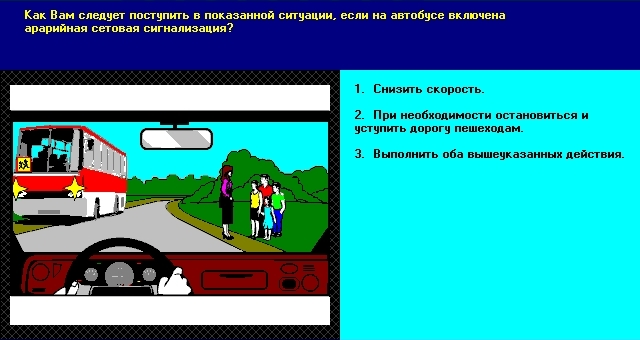 Как Вам следует поступить в показанной ситуации, если на автобусе включена
арарийная сетовая сигнализация?
1. Снизить скорость.
2. При необходимости остановиться и
уступить дорогу пешеходам.
3. Выполнить оба вышеуказанных действия.